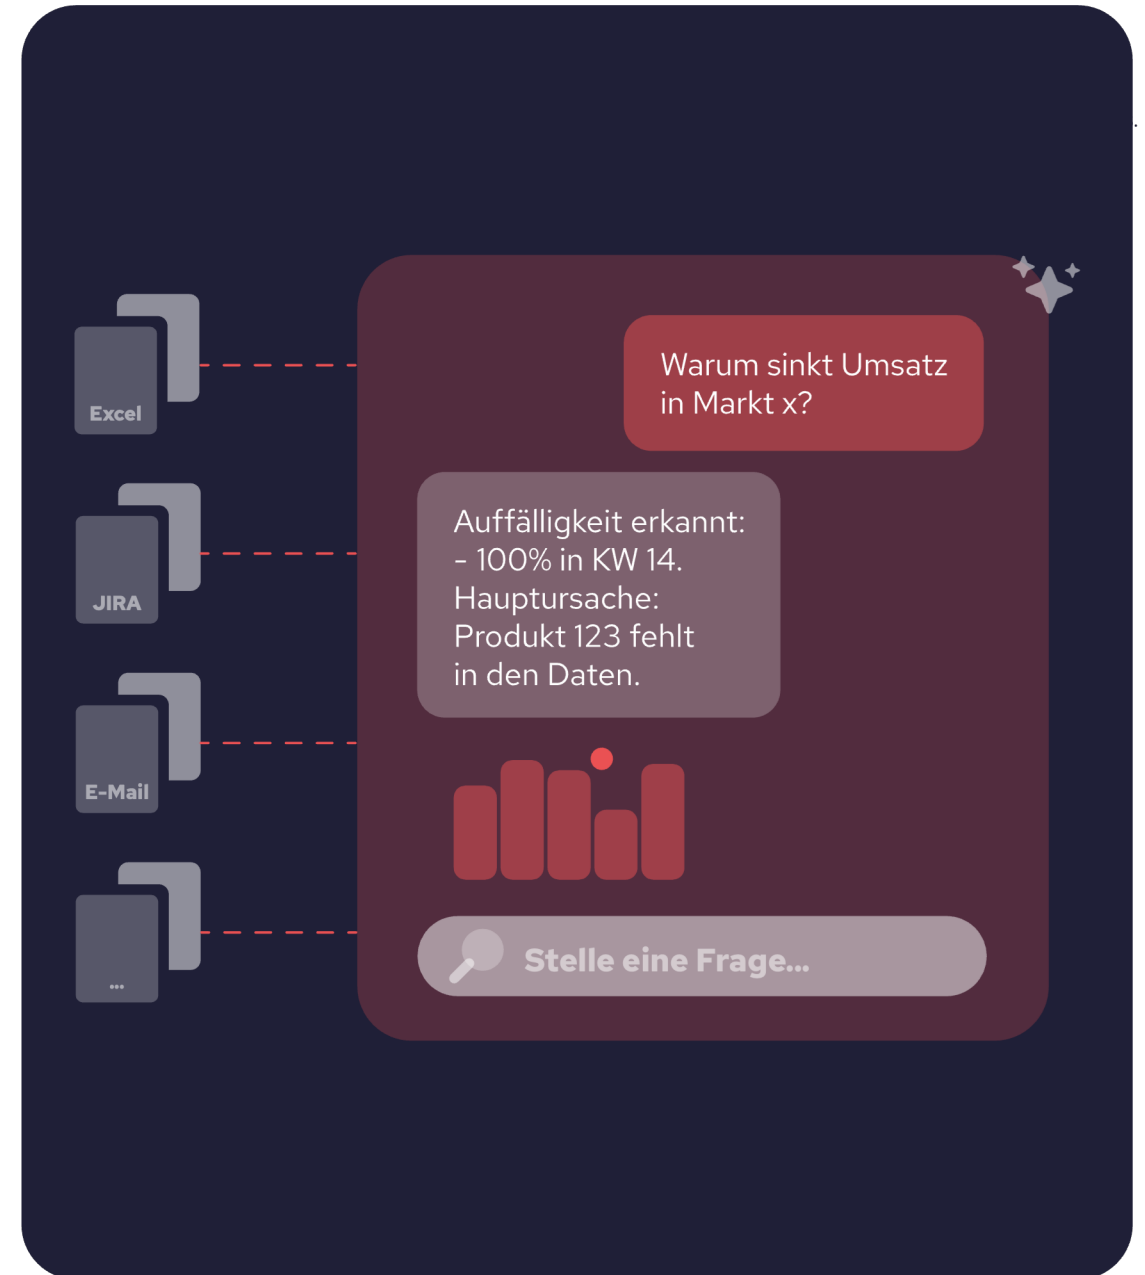 Excel
JIRA
E-Mail
...
Warum sinkt Umsatz
in Markt x?
Auffälligkeit erkannt:
- 100% in KW 14.
Hauptursache:
Produkt 123 fehlt
in den Daten.
Stelle eine Frage...